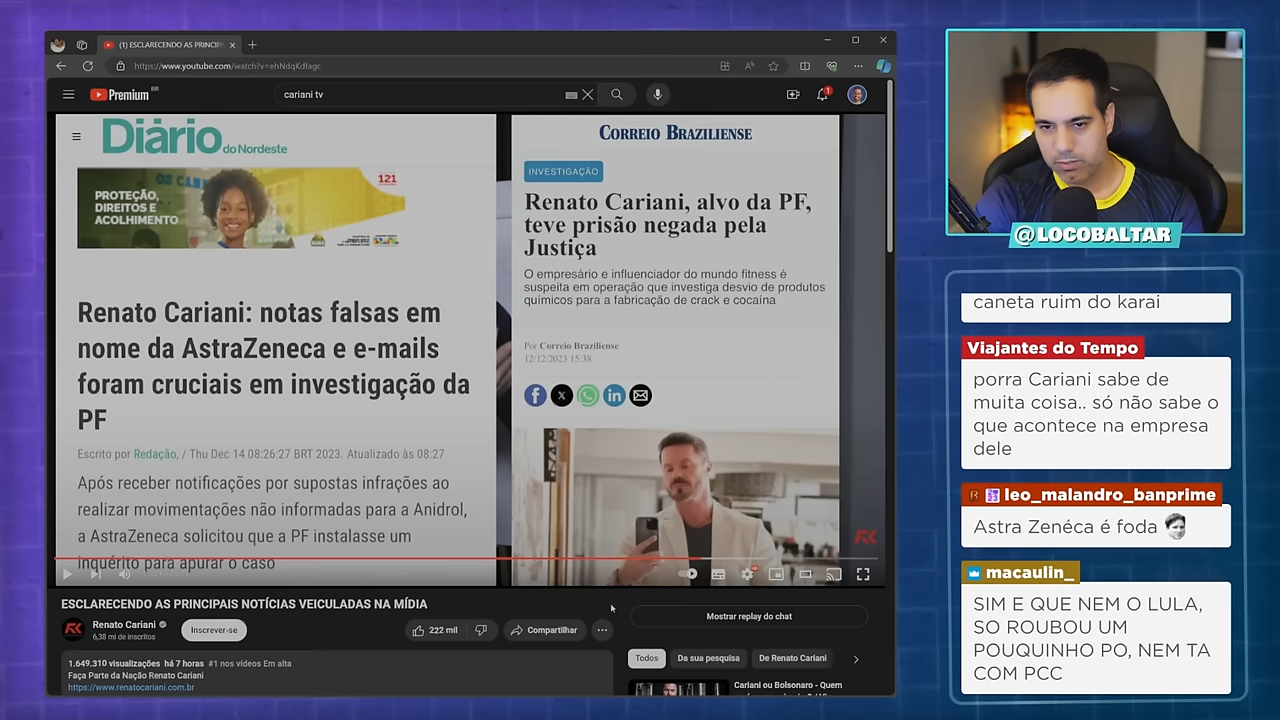 (1) ESCLARECENDO AS PRINCIP
https://www.youtube.com/watch?v=ehNdqKdfagc
Premium
BR
cariani tv
1
Diário do Nordeste
PROTEÇÃO,
DIREITOS E
ACOLHIMENTO
121
Renato Cariani: notas falsas em
nome da AstraZeneca e e-mails
foram cruciais em investigação da
PF
Escrito por Redação, / Thu Dec 14 08:26:27 BRT 2023. Atualizado às 08:27
Após receber notificações por supostas infrações ao
realizar movimentações não informadas para a Anidrol,
a AstraZeneca solicitou que a PF instalasse um
inquérito para apurar o caso
CORREIO BRAZILIENSE
INVESTIGAÇÃO
Renato Cariani, alvo da PF,
teve prisão negada pela
Justiça
O empresário e influenciador do mundo fitness é
suspeita em operação que investiga desvio de produtos
químicos para a fabricação de crack e cocaína
Por Correio Braziliense
12/12/2023 15:38
RK
ESCLARECENDO AS PRINCIPAIS NOTÍCIAS VEICULADAS NA MÍDIA
RK
Renato Cariani
6,38 mi de inscritos
Inscrever-se
222 mil
Compartilhar
1.649.310 visualizações há 7 horas #1 nos vídeos Em alta
Faça Parte da Nação Renato Cariani
https://www.renatocariani.com.br
Mostrar replay do chat
Todos
Da sua pesquisa
De Renato Cariani
Cariani ou Bolsonaro - Quem
@LOCOBALTAR
caneta ruim do karai
Viajantes do Tempo
porra Cariani sabe de
muita coisa.. só não sabe o
que acontece na empresa
dele
leo_malandro_banprime
Astra Zenéca é foda
macaulin_
SIM E QUE NEM O LULA,
SO ROUBOU UM
POUQUINHO PO, NEM TA
COM PCC